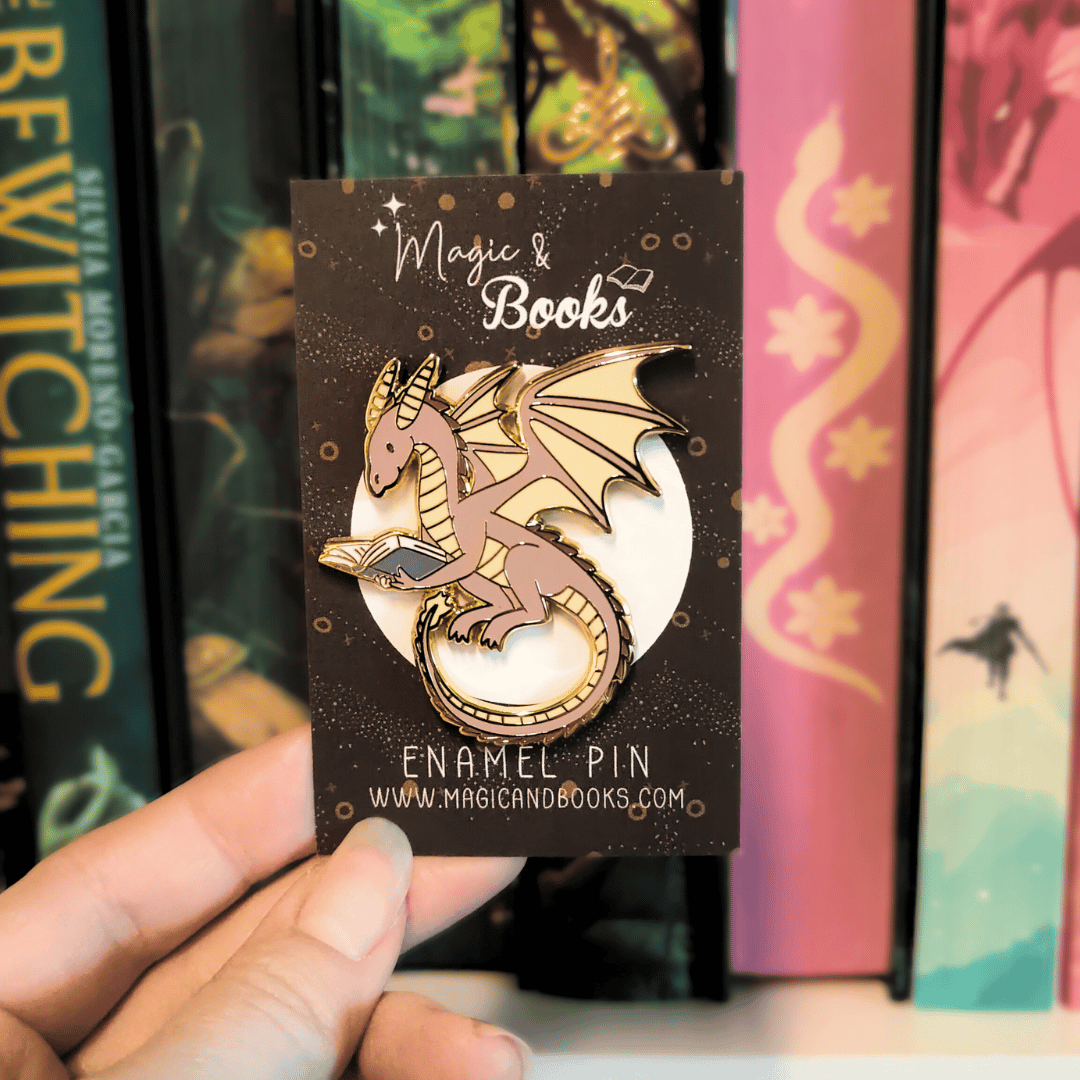 Magic &
Books
ENAMEL PIN
WWW.MAGICANDBOOKS.COM
BEWITCHING
SILVIA MORENO-GARCIA